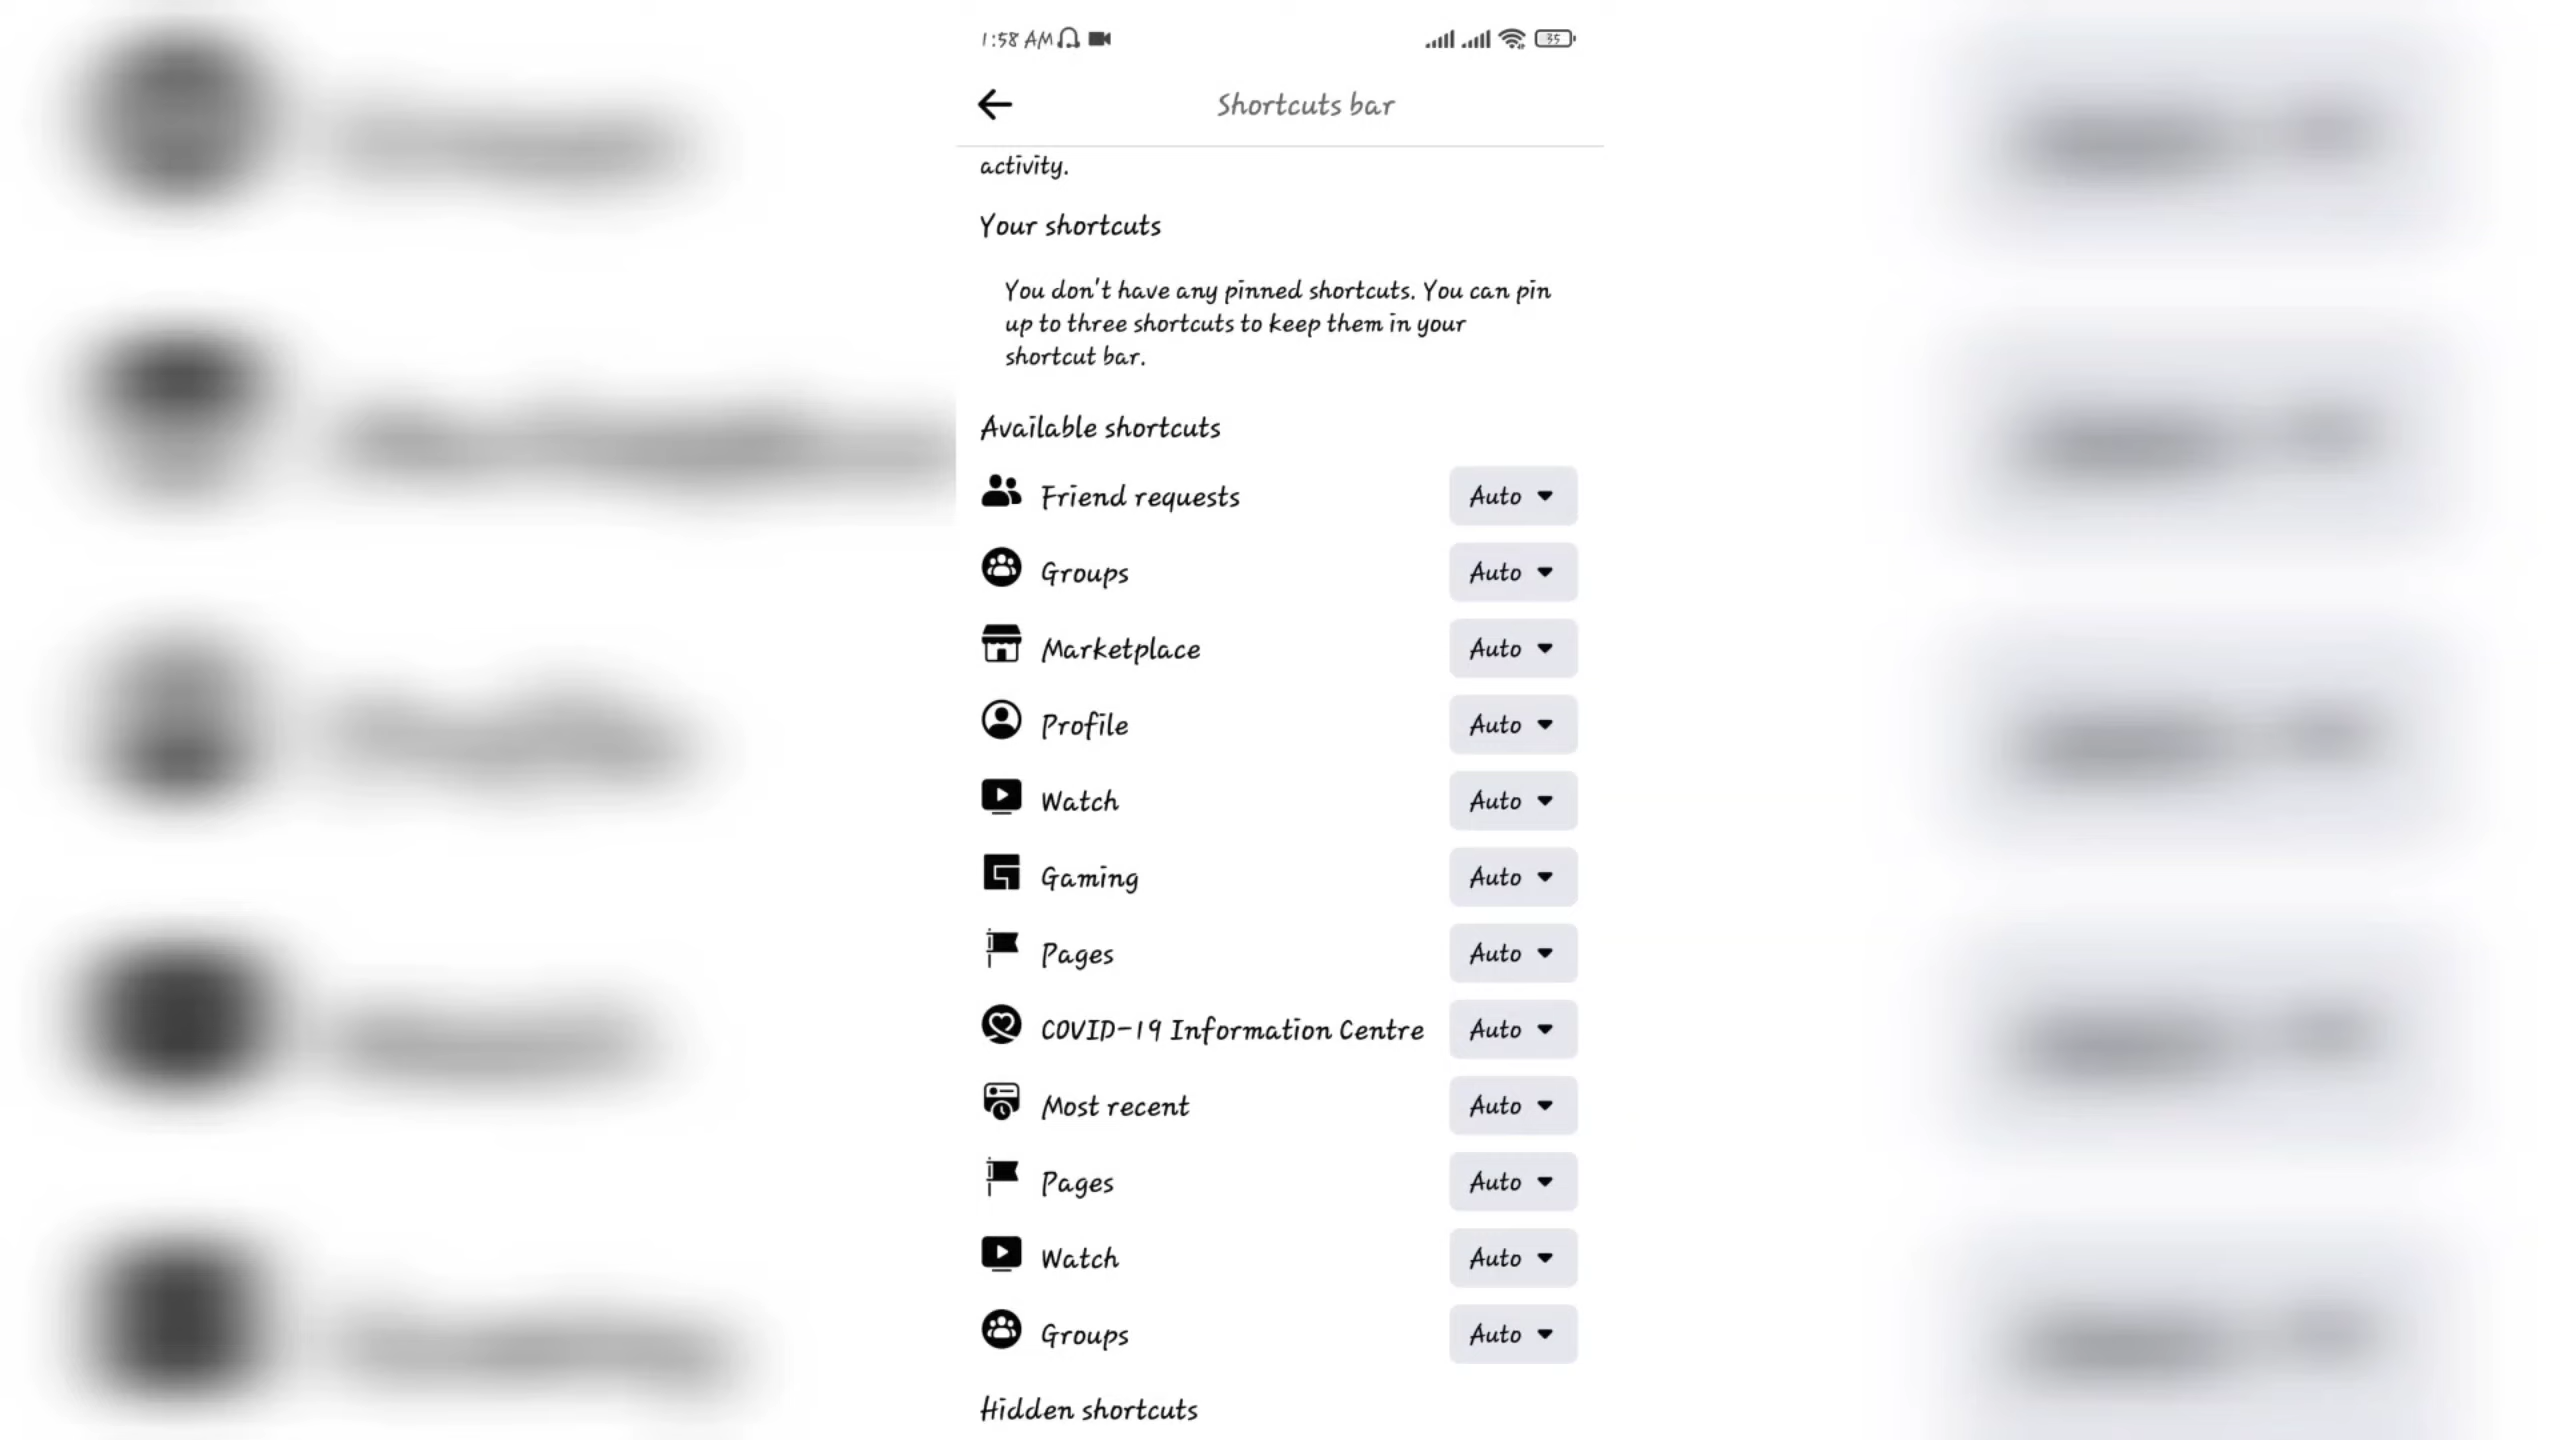 1:58 AM
35
Shortcuts bar
activity.
Your shortcuts
You don't have any pinned shortcuts. You can pin
up to three shortcuts to keep them in your
shortcut bar.
Available shortcuts
Friend requests Auto
Groups Auto
Marketplace Auto
Profile Auto
Watch Auto
Gaming Auto
Pages Auto
COVID-19 Information Centre Auto
Most recent Auto
Pages Auto
Watch Auto
Groups Auto
Hidden shortcuts